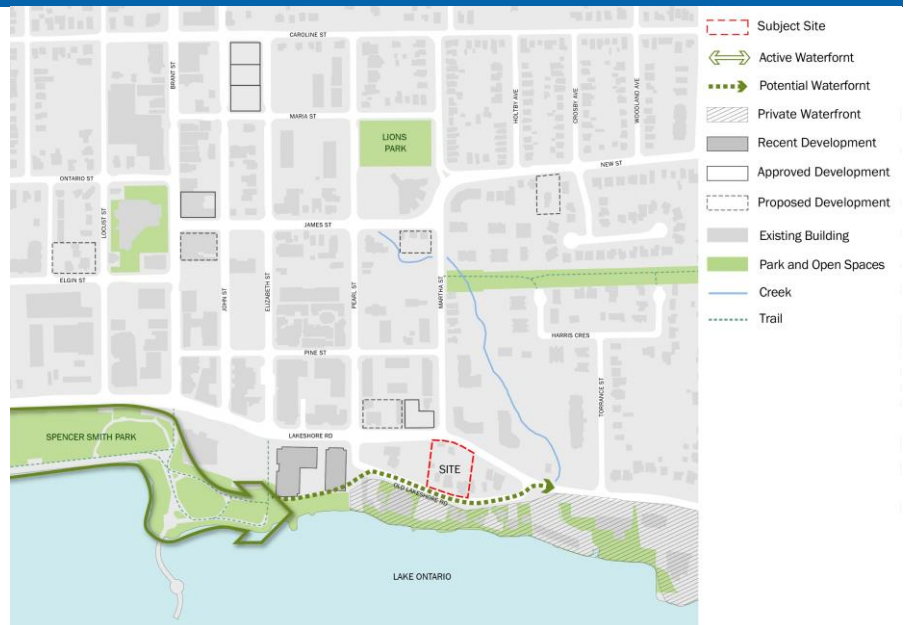 CAROLINE ST
BRANT ST
MARIA ST
HOLTBY AVE
CROSBY AVE
WOODLAND AVE
LIONS
PARK
NEW ST
ONTARIO ST
LOCUST ST
JAMES ST
ELGIN ST
JOHN ST
ELIZABETH ST
PEARL ST
MARTHA ST
HARRIS CRES
PINE ST
TORRANCE ST
SPENCER SMITH PARK
LAKESHORE RD
SITE
OLD LAKESHORE RD
LAKE ONTARIO
Subject Site
Active Waterfornt
Potential Waterfornt
Private Waterfront
Recent Development
Approved Development
Proposed Development
Existing Building
Park and Open Spaces
Creek
Trail